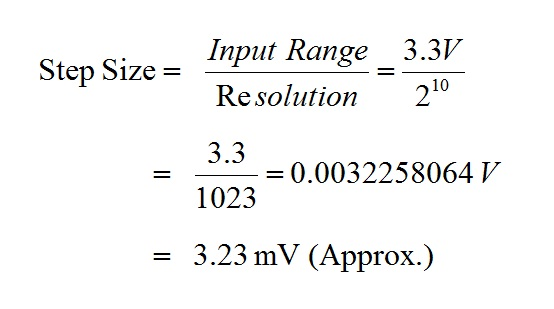 Step Size = Input Range / Resolution = 3.3V / 2^10
= 3.3 / 1023 = 0.0032258064 V
= 3.23 mV (Approx.)